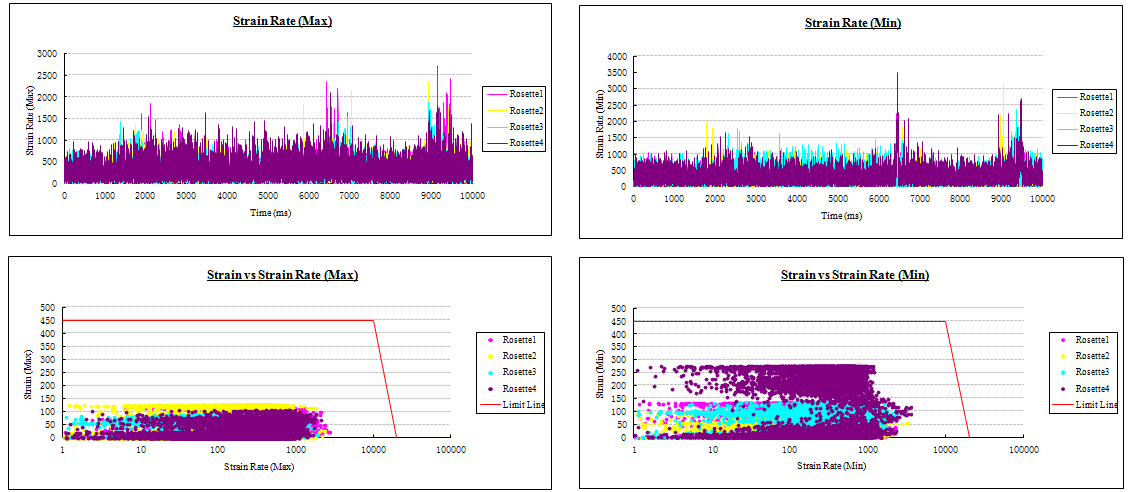 Strain Rate (Max)
3000
2500
2000
1500
1000
500
0
Strain Rate (Max)
0 1000 2000 3000 4000 5000 6000 7000 8000 9000 10000
Time (ms)
Rosette1
Rosette2
Rosette3
Rosette4
Strain Rate (Min)
4000
3500
3000
2500
2000
1500
1000
500
0
Strain Rate (Min)
0 1000 2000 3000 4000 5000 6000 7000 8000 9000 10000
Time (ms)
Rosette1
Rosette2
Rosette3
Rosette4
Strain vs Strain Rate (Max)
500
450
400
350
300
250
200
150
100
50
0
Strain (Max)
1 10 100 1000 10000 100000
Strain Rate (Max)
Rosette1
Rosette2
Rosette3
Rosette4
Limit Line
Strain vs Strain Rate (Min)
500
450
400
350
300
250
200
150
100
50
0
Strain (Min)
1 10 100 1000 10000 100000
Strain Rate (Min)
Rosette1
Rosette2
Rosette3
Rosette4
Limit Line